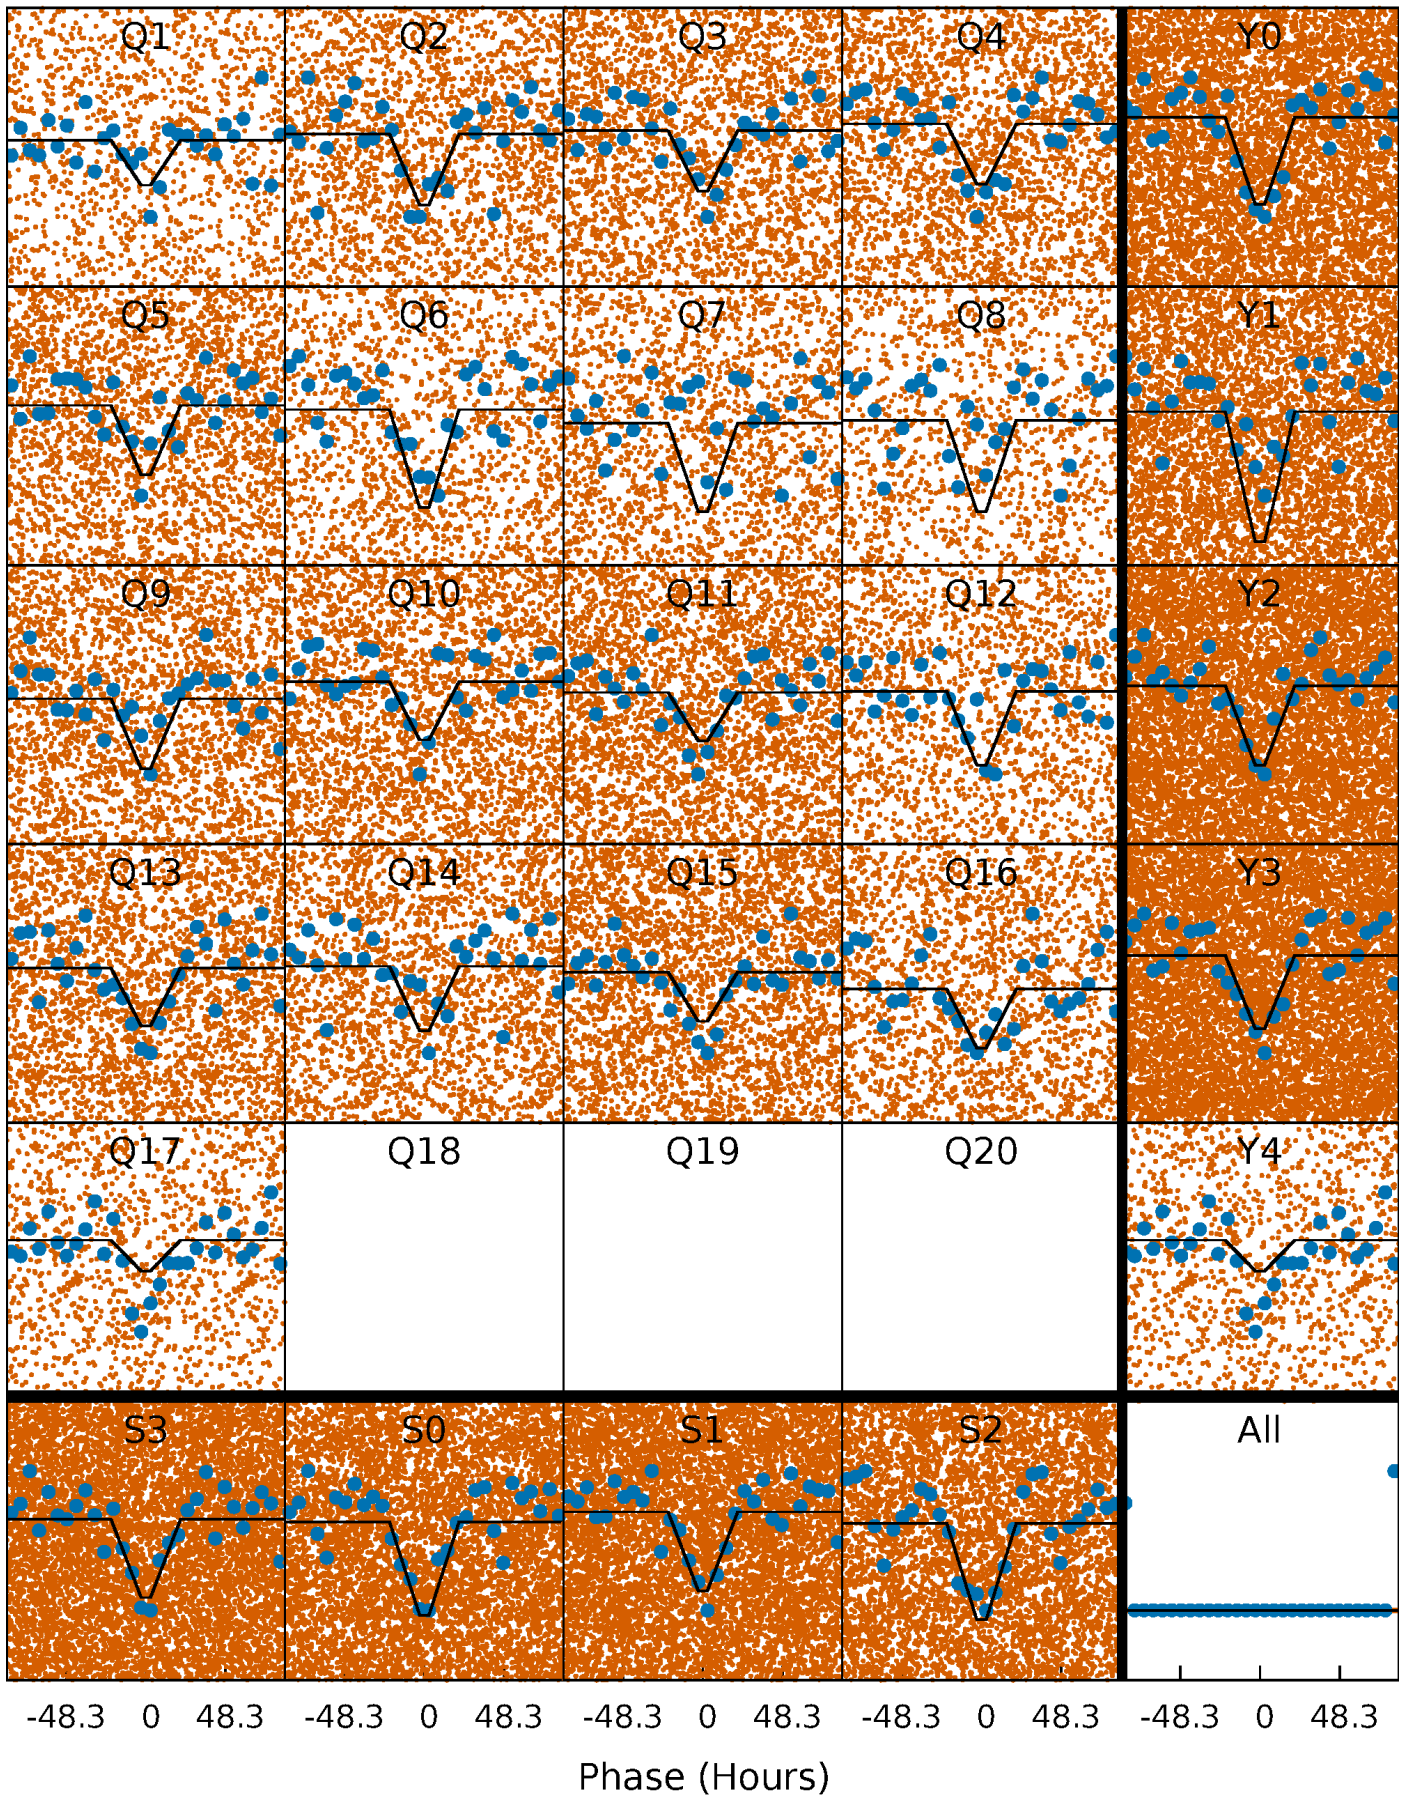 Q1 Q2 Q3 Q4 Y0
Q5 Q6 Q7 Q8 Y1
Q9 Q10 Q11 Q12 Y2
Q13 Q14 Q15 Q16 Y3
Q17 Q18 Q19 Q20 Y4
S3 S0 S1 S2 All
-48.3 0 48.3 -48.3 0 48.3 -48.3 0 48.3 -48.3 0 48.3 -48.3 0 48.3
Phase (Hours)